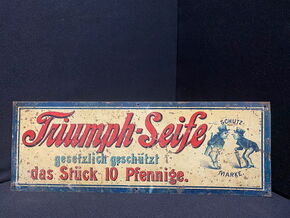 Triumph-Seife
gesetzlich geschützt
das Stück 10 Pfennige.
SCHUTZ-
MARKE.